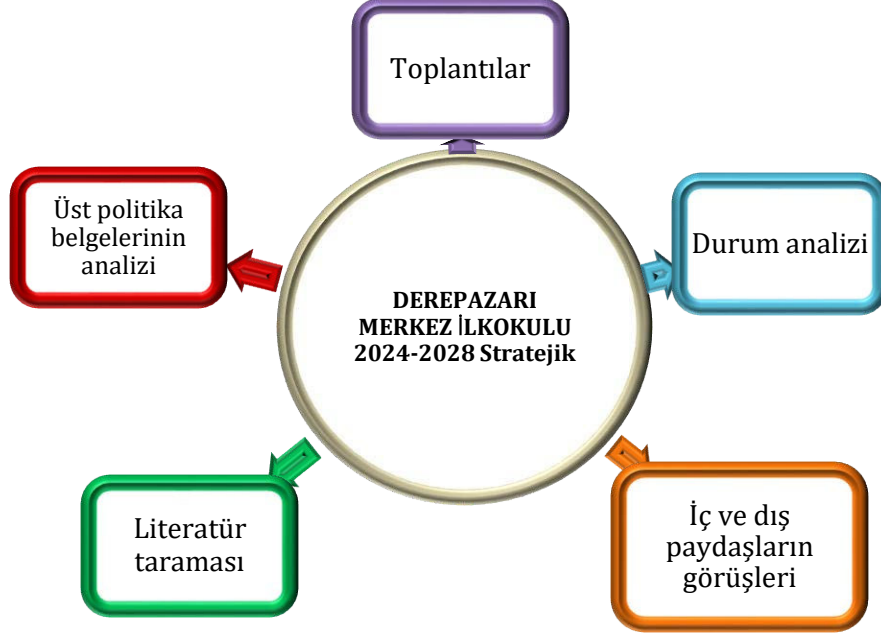 Toplantılar
Üst politika
belgelerinin
analizi
Durum analizi
DEREPAZARI
MERKEZ İLKOKULU
2024-2028 Stratejik
Literatür
taraması
İç ve dış
paydaşların
görüşleri